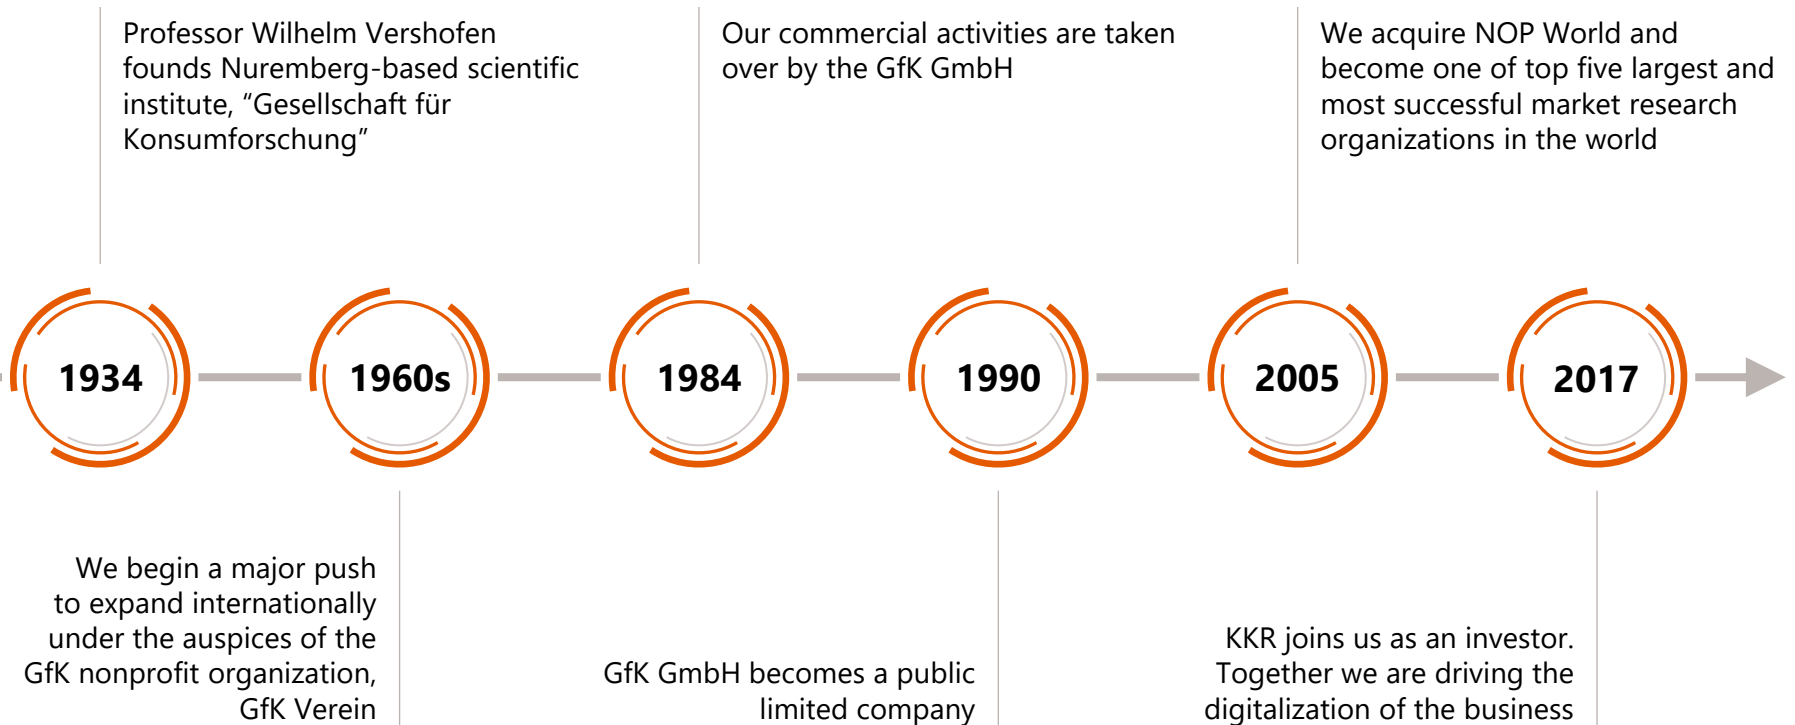 Professor Wilhelm Vershofen
founds Nuremberg-based scientific
institute, “Gesellschaft für
Konsumforschung”
Our commercial activities are taken
over by the GfK GmbH
We acquire NOP World and
become one of top five largest and
most successful market research
organizations in the world
1934
1960s
1984
1990
2005
2017
We begin a major push
to expand internationally
under the auspices of the
GfK nonprofit organization,
GfK Verein
GfK GmbH becomes a public
limited company
KKR joins us as an investor.
Together we are driving the
digitalization of the business